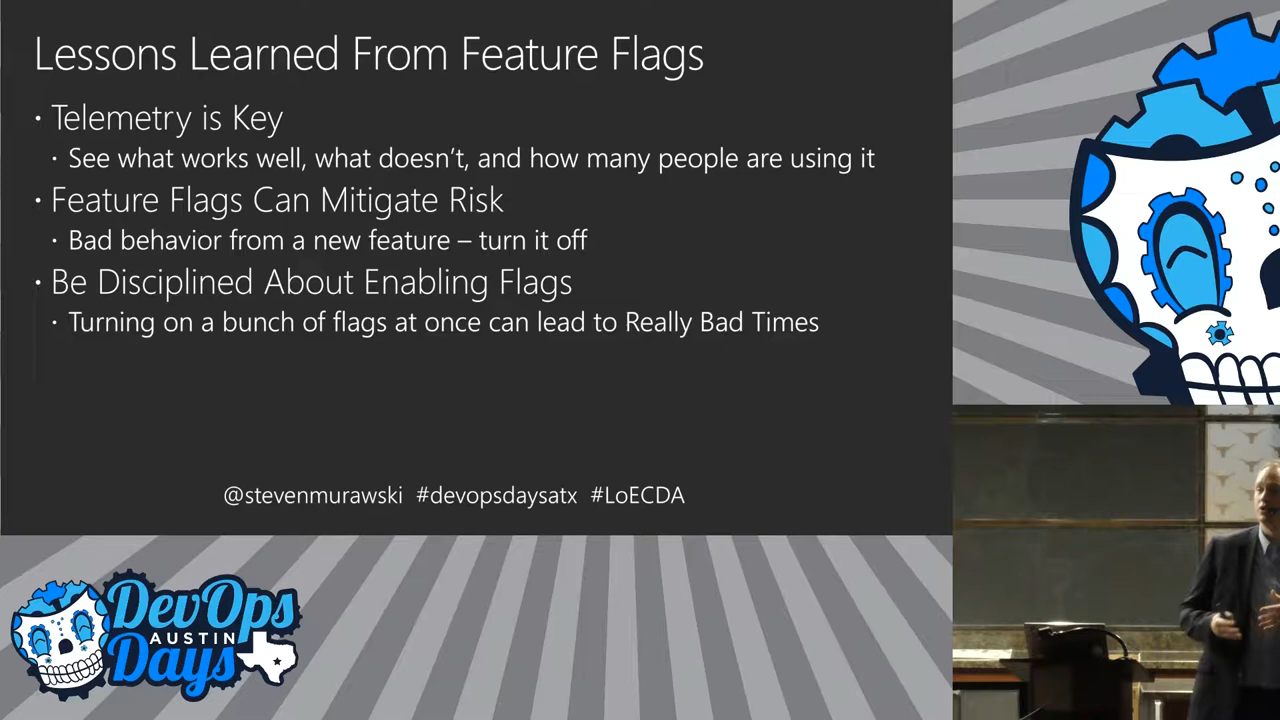 Lessons Learned From Feature Flags
• Telemetry is Key
• See what works well, what doesn't, and how many people are using it
• Feature Flags Can Mitigate Risk
• Bad behavior from a new feature – turn it off
• Be Disciplined About Enabling Flags
• Turning on a bunch of flags at once can lead to Really Bad Times
@stevenmurawski #devopsdaysatx #LoECDA
DevOps
AUSTIN
Days